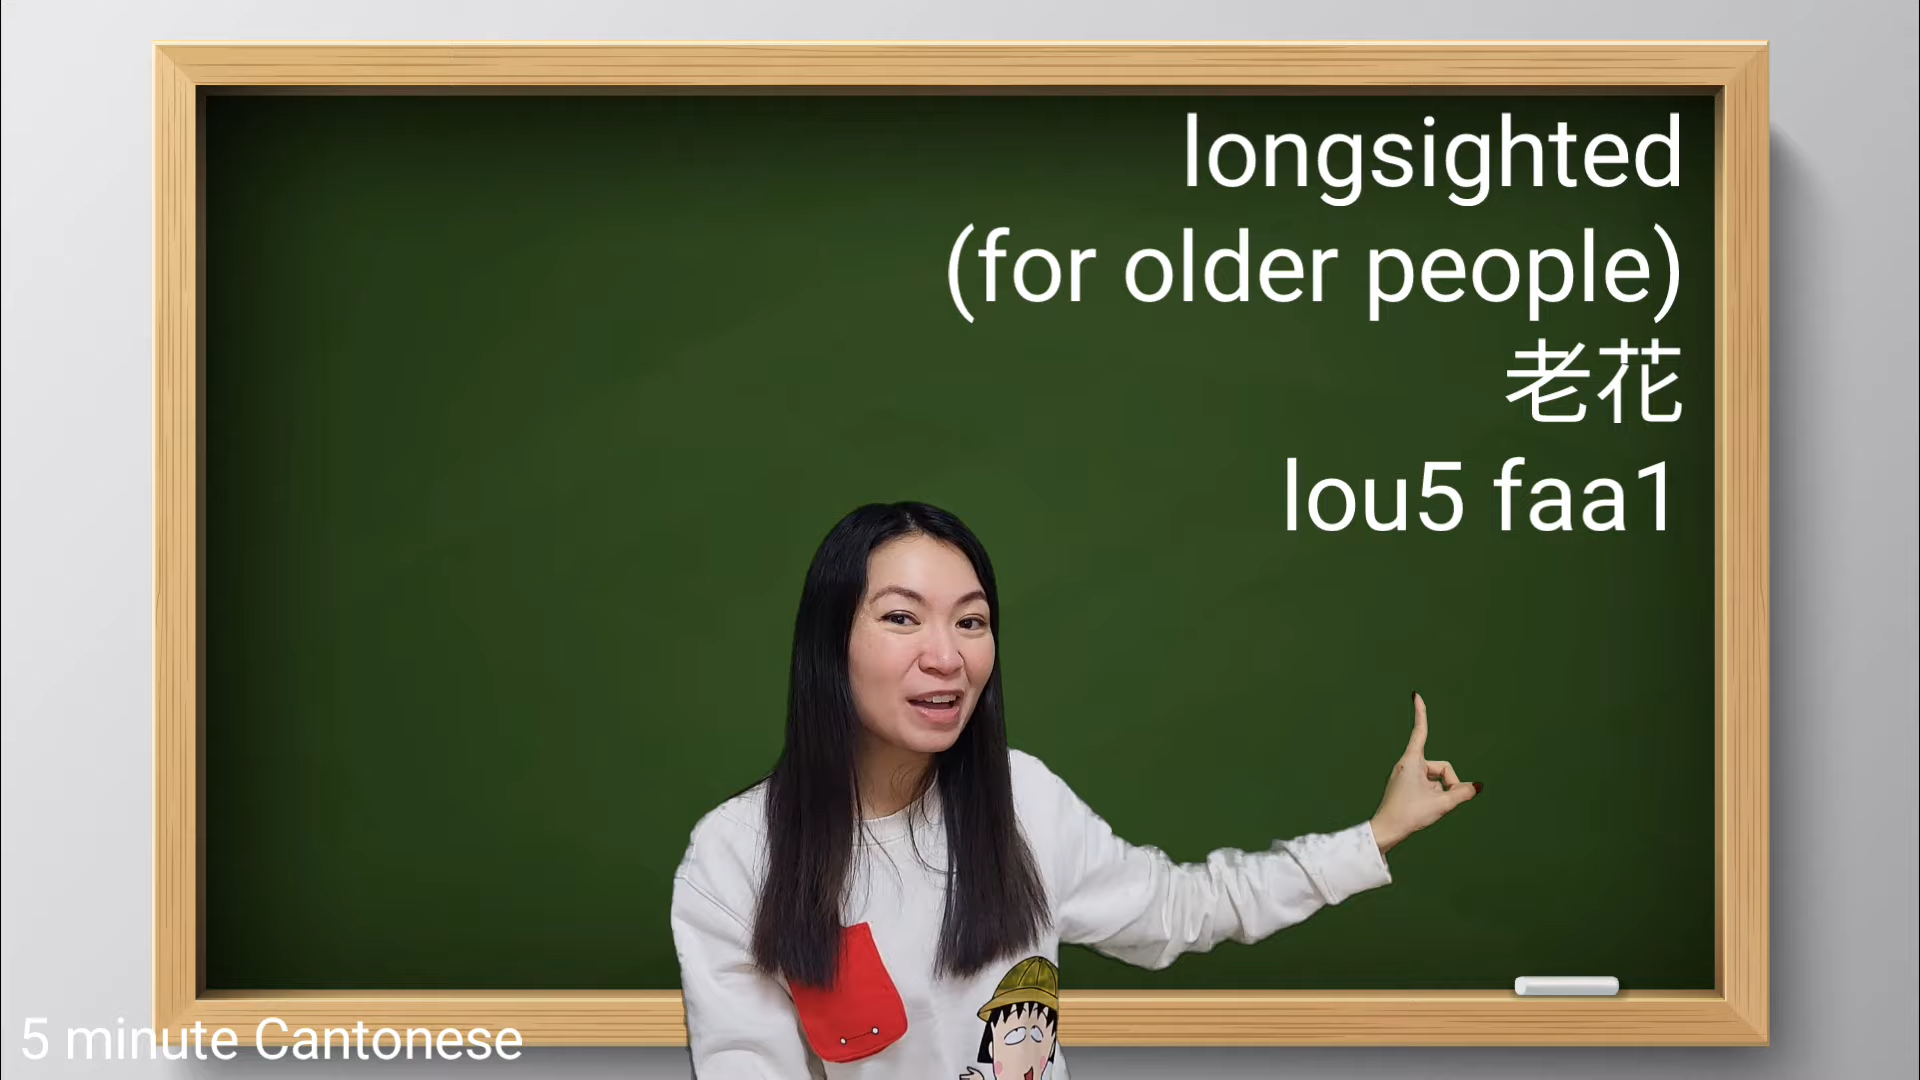 longsighted
(for older people)
老花
lou5 faa1
5 minute Cantonese